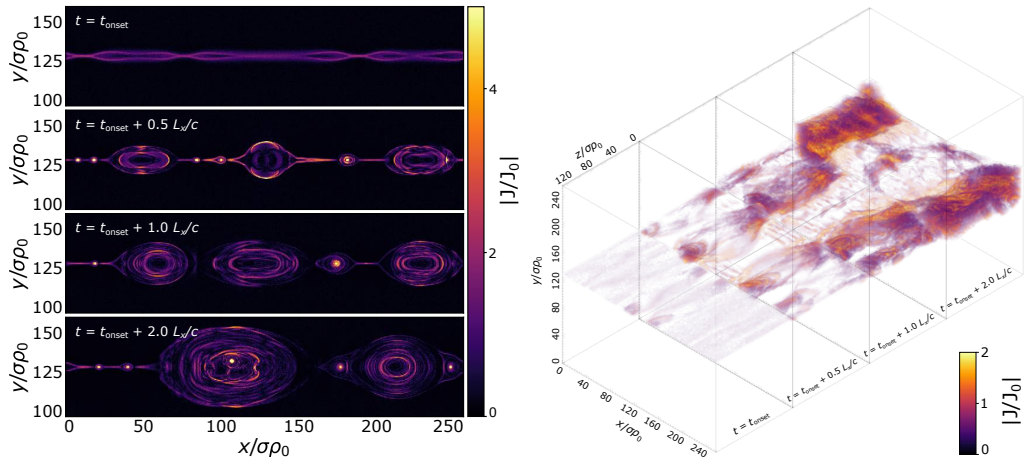 150
125
100
y/σρ₀
t = t_onset
150
125
100
y/σρ₀
t = t_onset + 0.5 L_x/c
150
125
100
y/σρ₀
t = t_onset + 1.0 L_x/c
150
125
100
y/σρ₀
t = t_onset + 2.0 L_x/c
0 50 100 150 200 250
x/σρ₀
4
2
0
|J/J₀|
0
40
80
120
z/σρ₀
240
200
160
120
80
40
0
y/σρ₀
0
40
80
120
160
200
240
x/σρ₀
t = t_onset
t = t_onset + 0.5 L_x/c
t = t_onset + 1.0 L_x/c
t = t_onset + 2.0 L_x/c
2
1
0
|J/J₀|